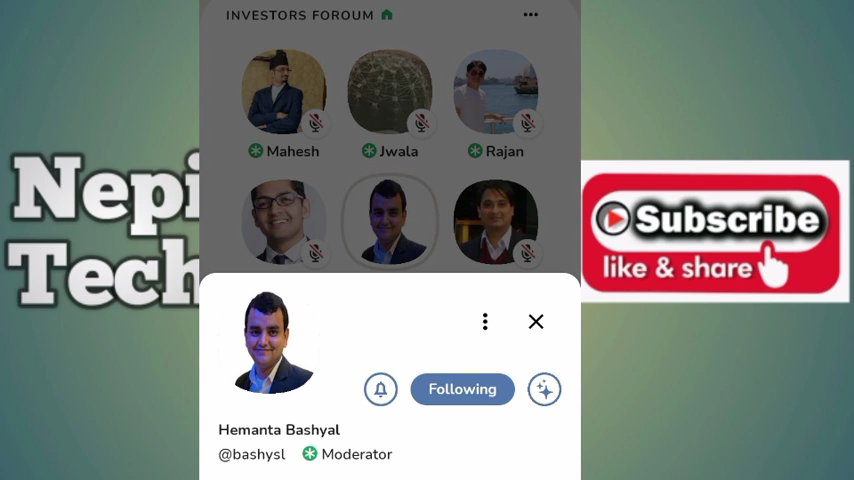 INVESTORS FOROUM
Mahesh
Jwala
Rajan
Nepi
Tech
Subscribe
like & share
Following
Hemanta Bashyal
@bashysl
Moderator